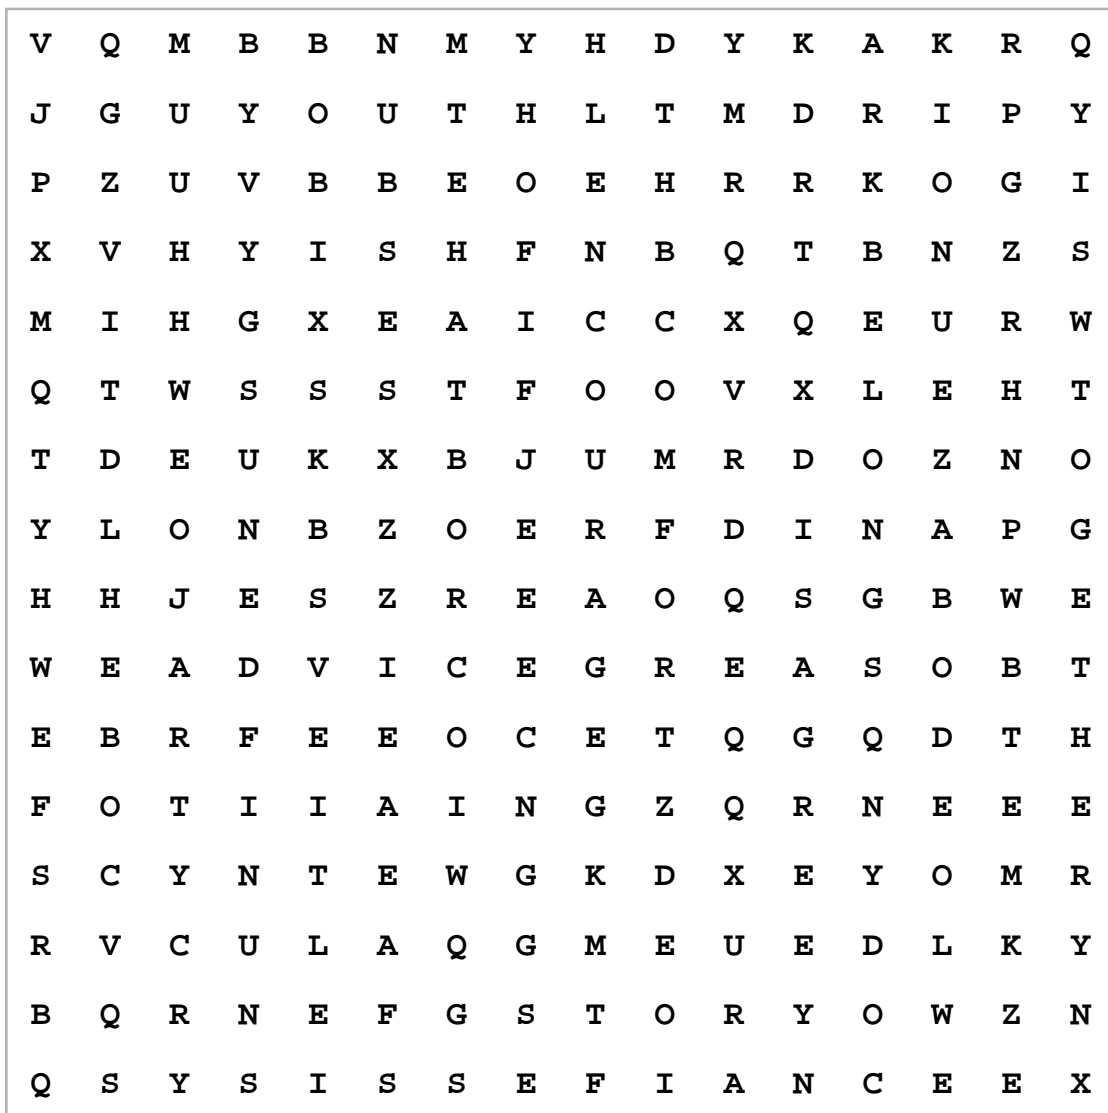 V Q M B B N M Y H D Y K A K R Q
J G U Y O U T H L T M D R I P Y
P Z U V B B E O E H R R K O G I
X V H Y I S H F N B Q T B N Z S
M I H G X E A I C C X Q E U R W
Q T W S S S T F O O V X L E H T
T D E U K X B J U M R D O Z N O
Y L O N B Z O E R F D I N A P G
H H J E S Z R E A O Q S G B W E
W E A D V I C E G R E A S O B T
E B R F E E O C E T Q G Q D T H
F O T I I A I N G Z Q R N E E E
S C Y N T E W G K D X E Y O M R
R V C U L A Q G M E U E D L K Y
B Q R N E F G S T O R Y O W Z N
Q S Y S I S S E F I A N C E E X